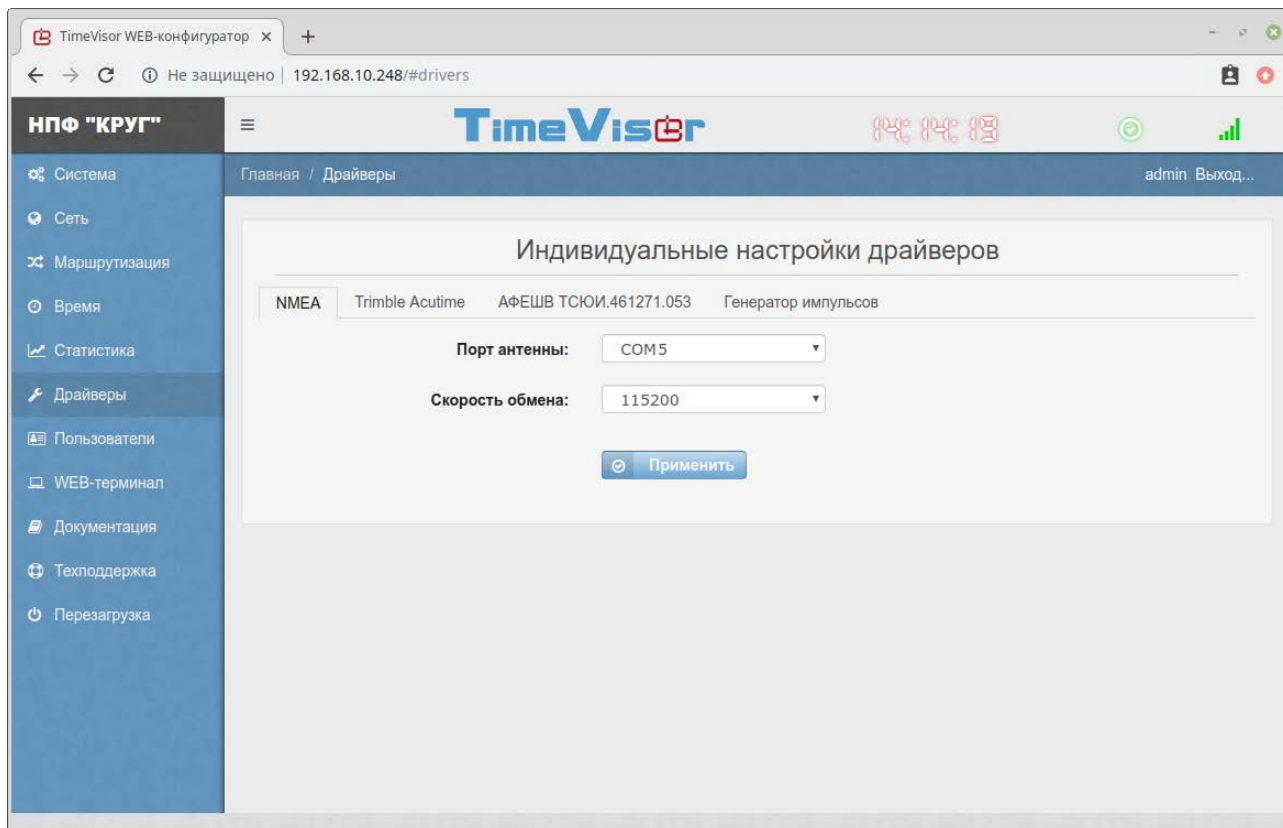 TimeVisor WEB-конфигуратор
Не защищено | 192.168.10.248/#drivers
НПФ "КРУГ"
TimeVisor
Система
Главная / Драйверы
admin Выход...
Сеть
Маршрутизация
Время
Статистика
Драйверы
Пользователи
WEB-терминал
Документация
Техподдержка
Перезагрузка
Индивидуальные настройки драйверов
NMEA Trimble Acutime АФЕШВ ТСЮИ.461271.053 Генератор импульсов
Порт антенны: COM5
Скорость обмена: 115200
Применить